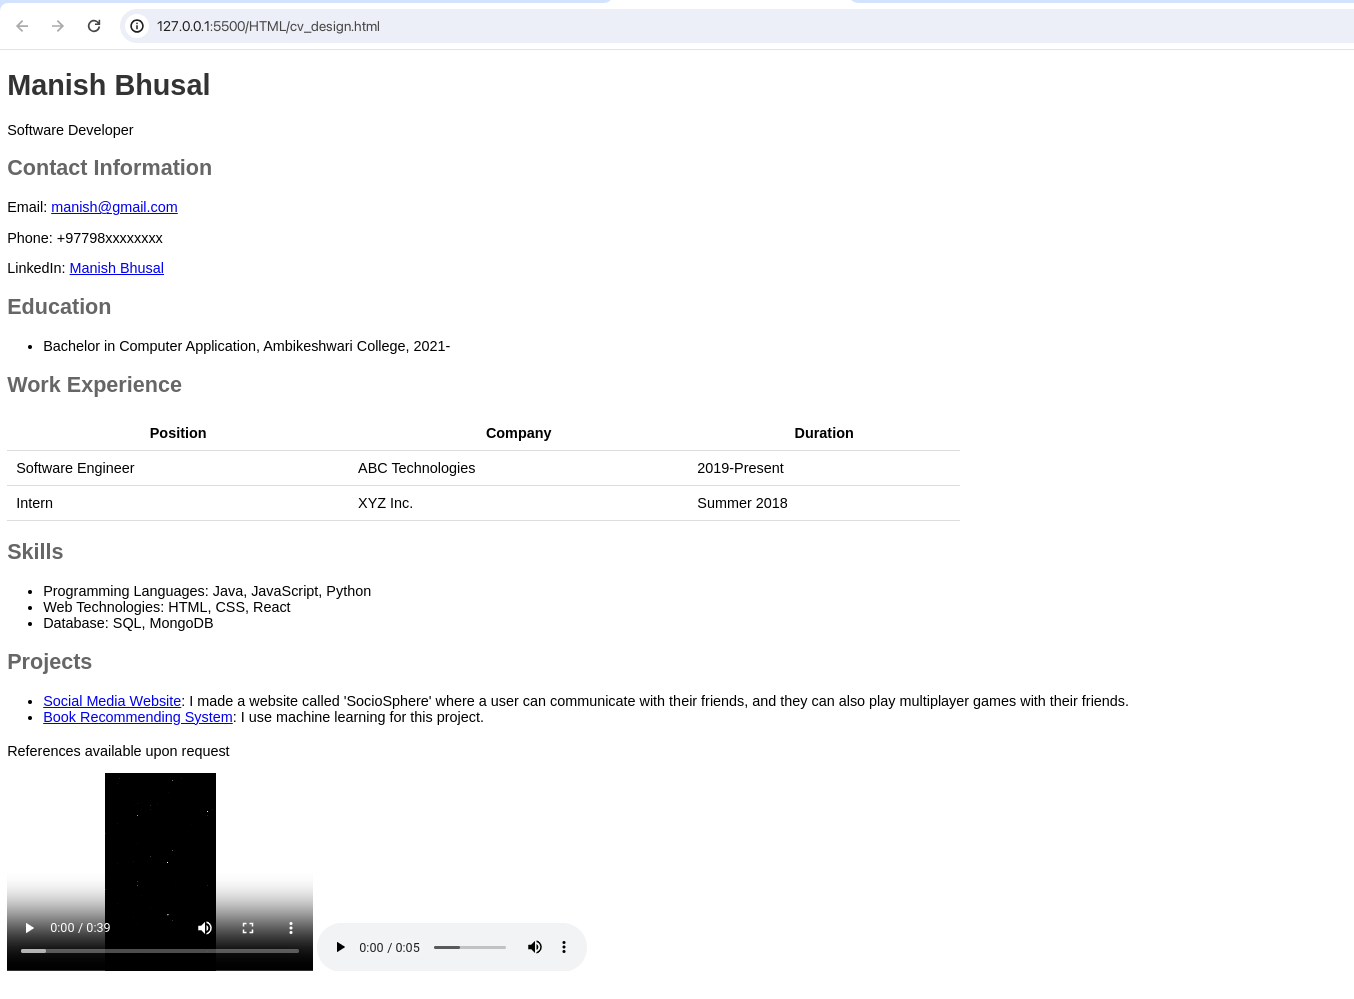 127.0.0.1:5500/HTML/cv_design.html
Manish Bhusal
Software Developer
Contact Information
Email: manish@gmail.com
Phone: +97798xxxxxxxx
LinkedIn: Manish Bhusal
Education
• Bachelor in Computer Application, Ambikeshwari College, 2021-
Work Experience
Position Company Duration
Software Engineer ABC Technologies 2019-Present
Intern XYZ Inc. Summer 2018
Skills
• Programming Languages: Java, JavaScript, Python
• Web Technologies: HTML, CSS, React
• Database: SQL, MongoDB
Projects
• Social Media Website: I made a website called 'SocioSphere' where a user can communicate with their friends, and they can also play multiplayer games with their friends.
• Book Recommending System: I use machine learning for this project.
References available upon request
0:00 / 0:39
0:00 / 0:05